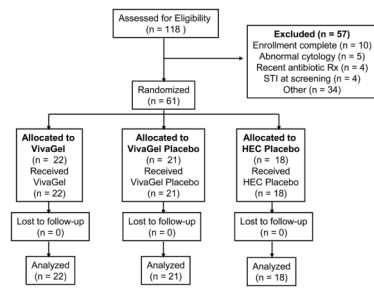 Assessed for Eligibility
(n = 118 )
Excluded (n = 57)
Enrollment complete (n = 10)
Abnormal cytology (n = 5)
Recent antibiotic Rx (n = 4)
STI at screening (n = 4)
Other (n = 34)
Randomized
(n = 61)
Allocated to
VivaGel
(n = 22)
Received
VivaGel
(n = 22)
Allocated to
VivaGel Placebo
(n = 21)
Received
VivaGel Placebo
(n = 21)
Allocated to
HEC Placebo
(n = 18)
Received
HEC Placebo
(n = 18)
Lost to follow-up
(n = 0)
Lost to follow-up
(n = 0)
Lost to follow-up
(n = 0)
Analyzed
(n = 22)
Analyzed
(n = 21)
Analyzed
(n = 18)